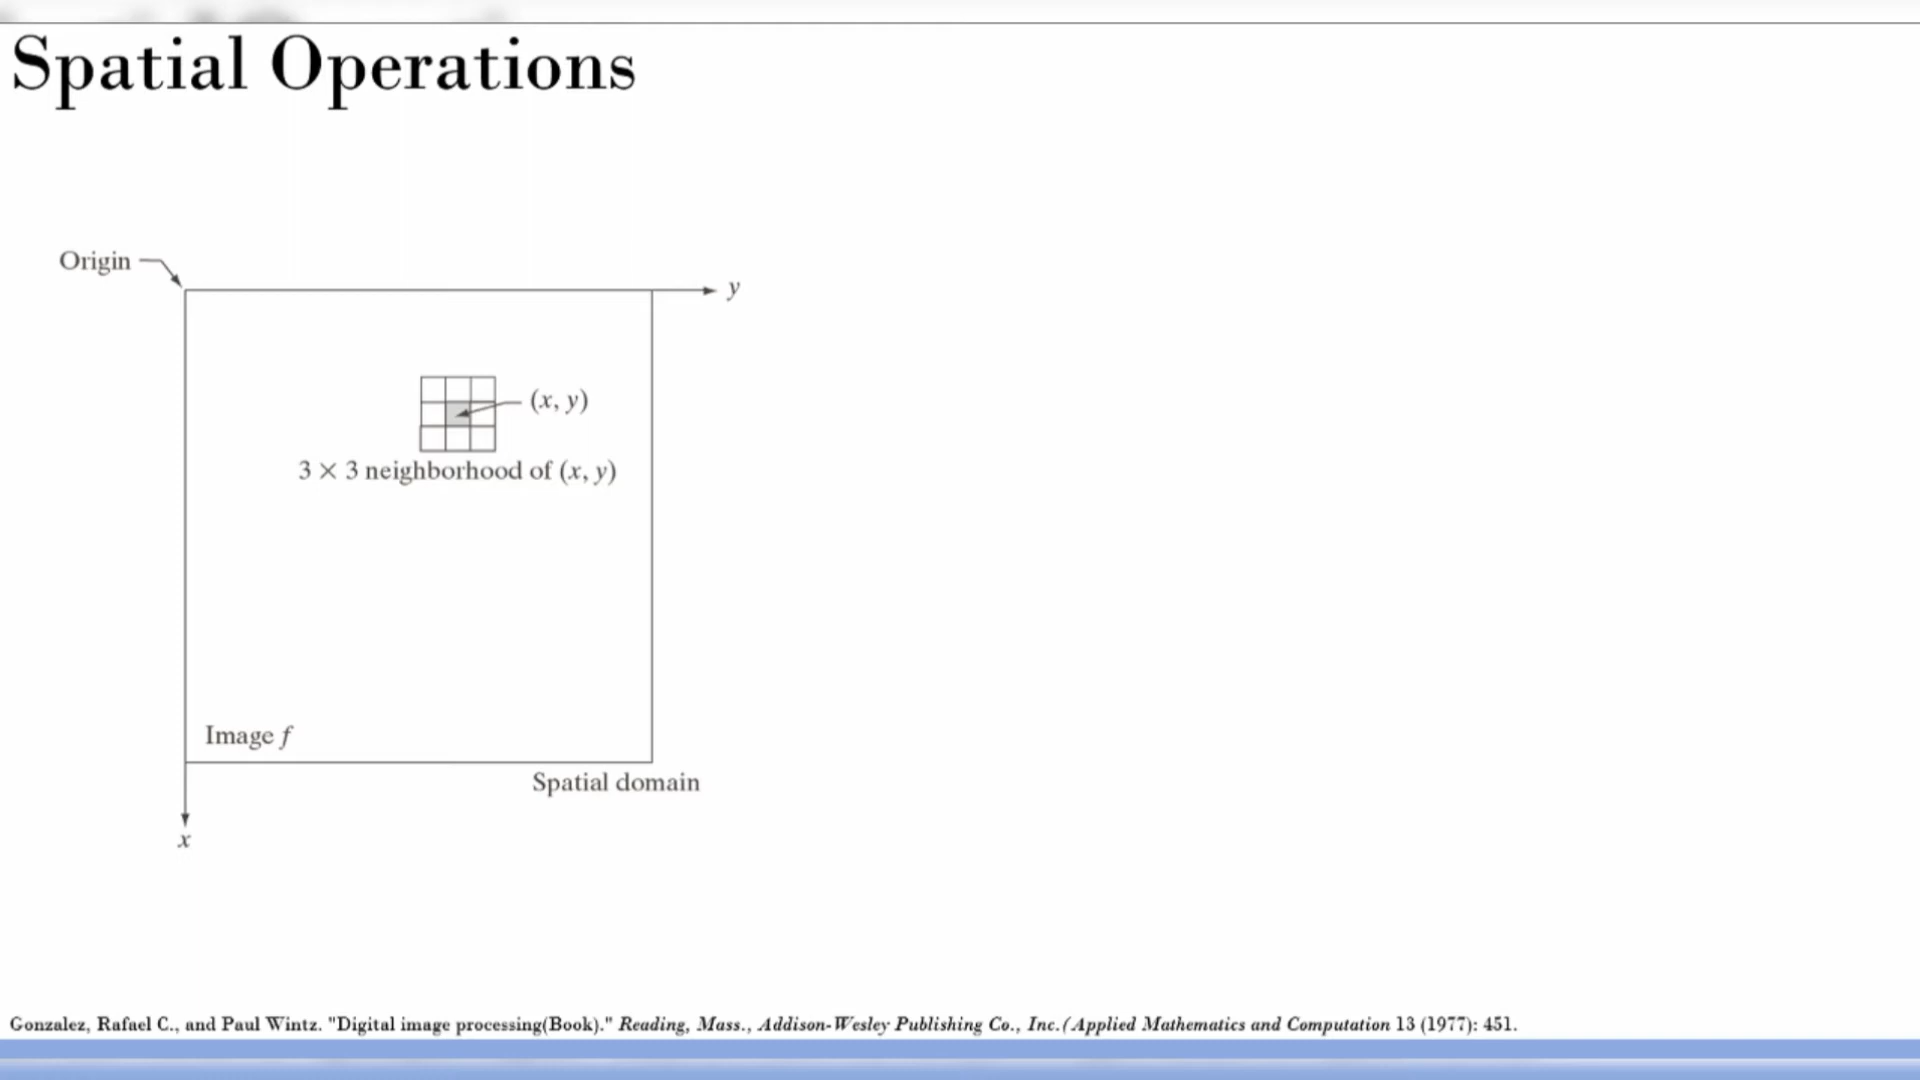 Spatial Operations
Origin
y
(x, y)
3 × 3 neighborhood of (x, y)
Image f
Spatial domain
x
Gonzalez, Rafael C., and Paul Wintz. "Digital image processing(Book)." Reading, Mass., Addison-Wesley Publishing Co., Inc.(Applied Mathematics and Computation 13 (1977): 451.